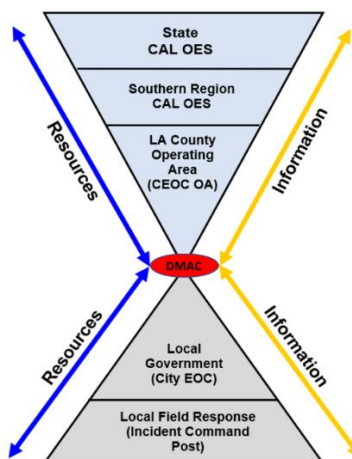 State
CAL OES
Southern Region
CAL OES
LA County
Operating
Area
(CEOC OA)
Resources
Information
DMAC
Resources
Information
Local
Government
(City EOC)
Local Field Response
(Incident Command
Post)